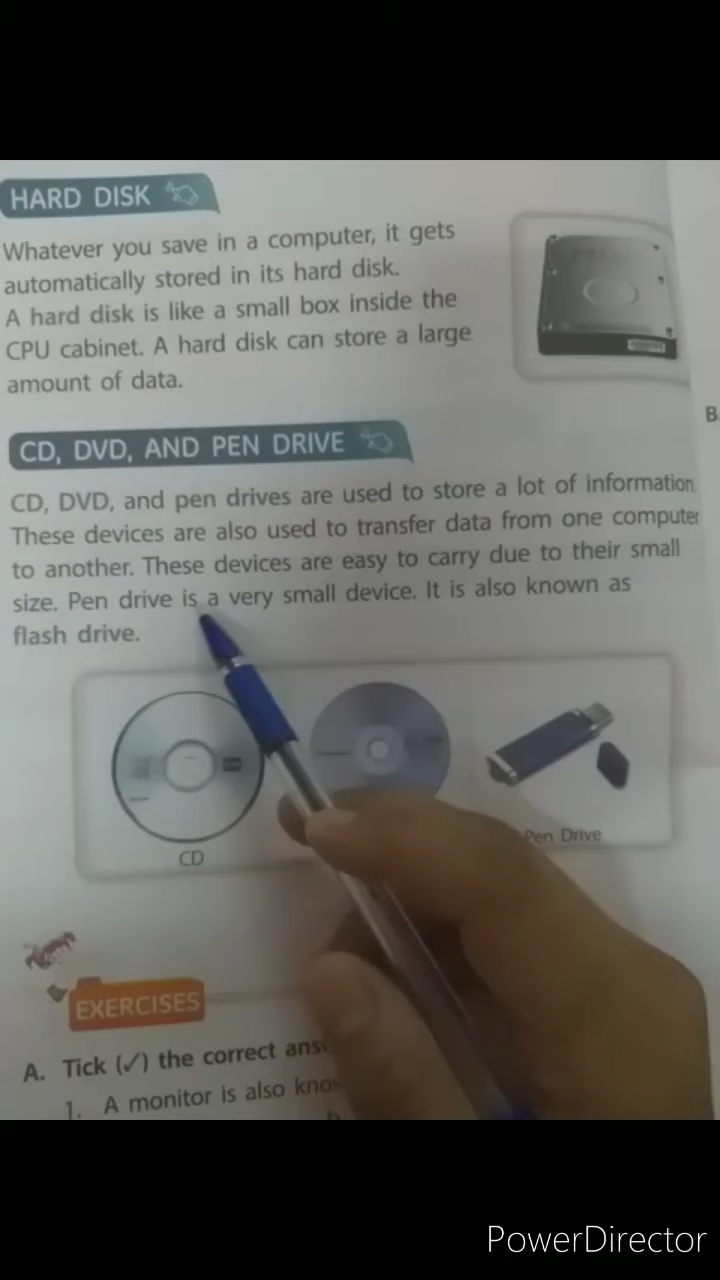 HARD DISK
Whatever you save in a computer, it gets
automatically stored in its hard disk.
A hard disk is like a small box inside the
CPU cabinet. A hard disk can store a large
amount of data.
B
CD, DVD, AND PEN DRIVE
CD, DVD, and pen drives are used to store a lot of information.
These devices are also used to transfer data from one computer
to another. These devices are easy to carry due to their small
size. Pen drive is a very small device. It is also known as
flash drive.
Pen Drive
CD
EXERCISES
A. Tick (✓) the correct
1. A monitor is also
PowerDirector